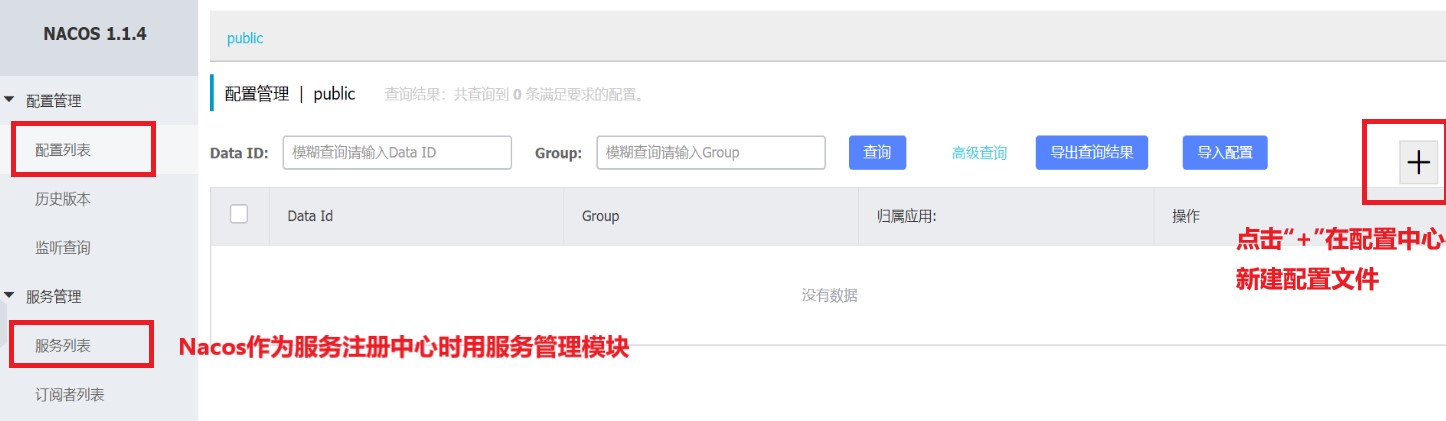 NACOS 1.1.4
public
配置管理
配置管理 | public 查询结果：共查询到 0 条满足要求的配置。
配置列表
Data ID: 模糊查询请输入Data ID Group: 模糊查询请输入Group 查询 高级查询 导出查询结果 导入配置 +
历史版本
Data Id Group 归属应用: 操作
监听查询
点击“+”在配置中心
新建配置文件
服务管理
没有数据
服务列表
Nacos作为服务注册中心时用服务管理模块
订阅者列表